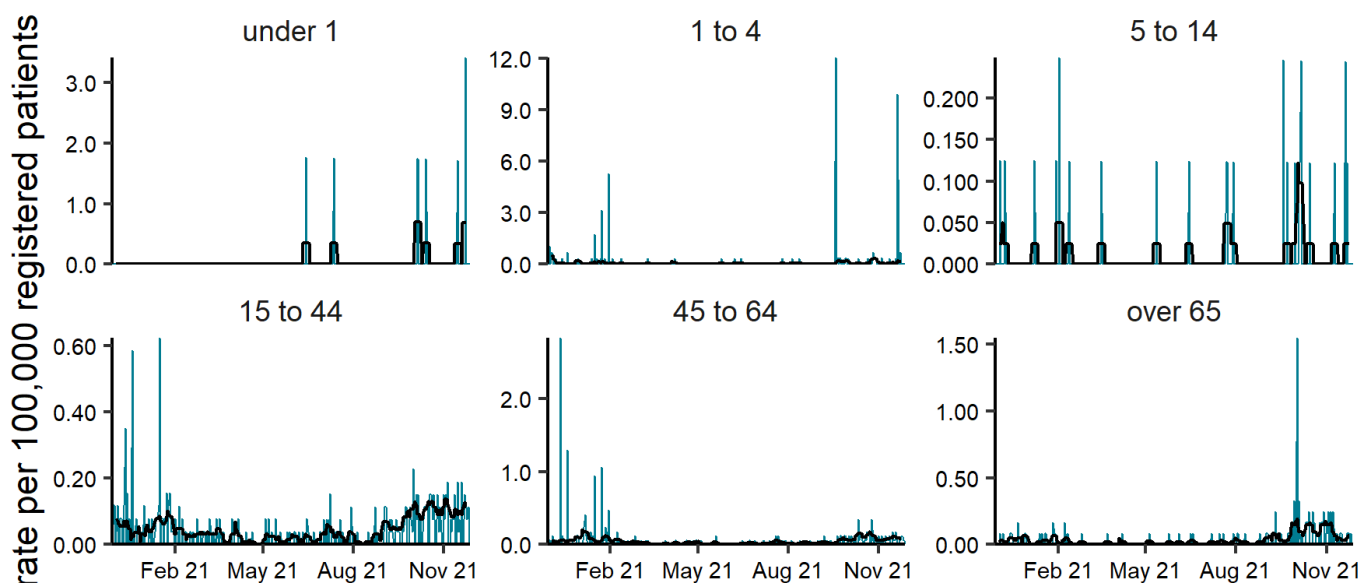 rate per 100,000 registered patients
under 1
1 to 4
5 to 14
3.0
2.0
1.0
0.0
12.0
9.0
6.0
3.0
0.0
0.200
0.150
0.100
0.050
0.000
15 to 44
45 to 64
over 65
0.60
0.40
0.20
0.00
2.0
1.0
0.0
1.50
1.00
0.50
0.00
Feb 21 May 21 Aug 21 Nov 21
Feb 21 May 21 Aug 21 Nov 21
Feb 21 May 21 Aug 21 Nov 21